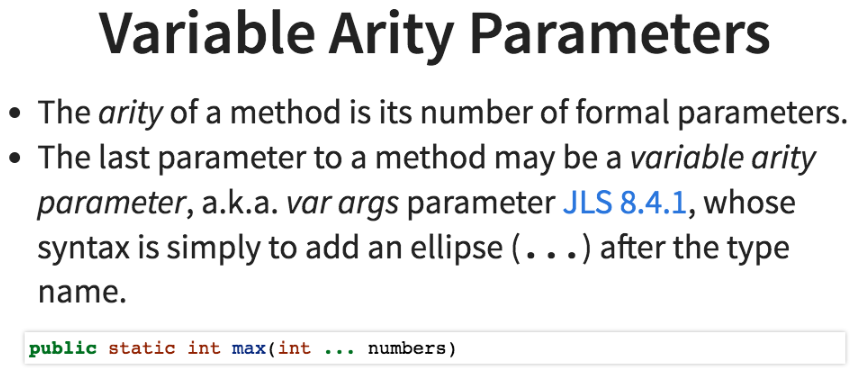 Variable Arity Parameters
• The arity of a method is its number of formal parameters.
• The last parameter to a method may be a variable arity
parameter, a.k.a. var args parameter JLS 8.4.1, whose
syntax is simply to add an ellipse (...) after the type
name.
public static int max(int ... numbers)